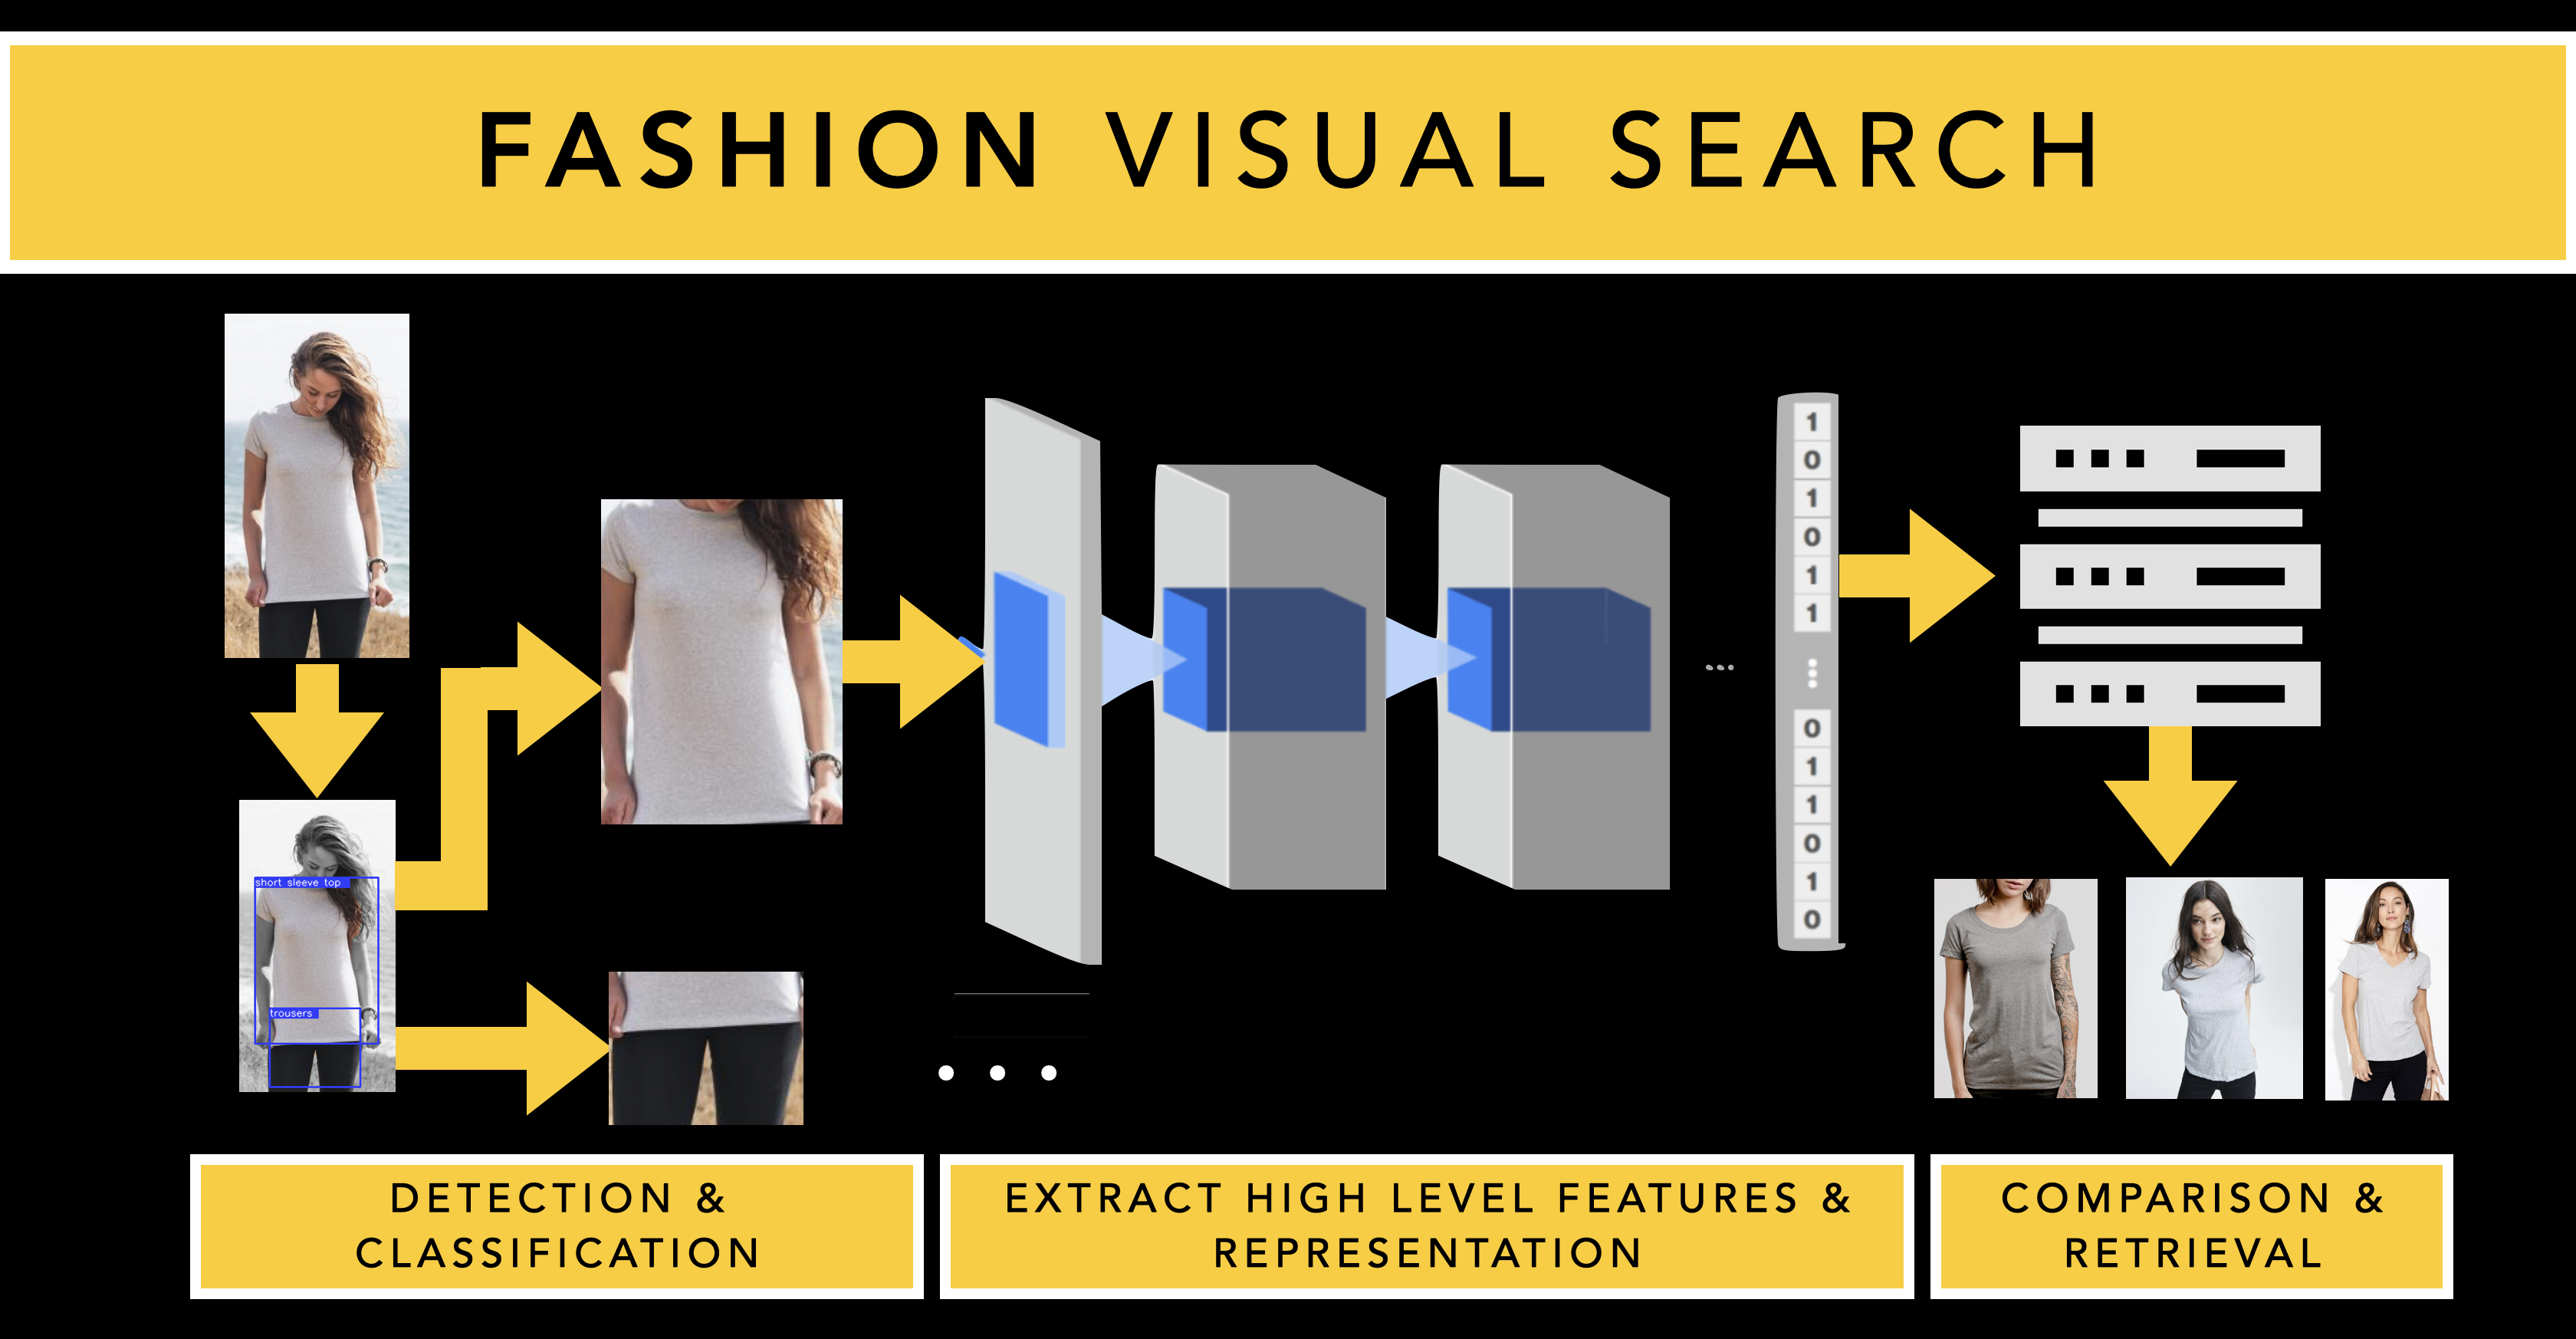 FASHION VISUAL SEARCH
short sleeve top
trousers
1
0
1
0
1
1
0
1
1
0
1
0
DETECTION &
CLASSIFICATION
EXTRACT HIGH LEVEL FEATURES &
REPRESENTATION
COMPARISON &
RETRIEVAL